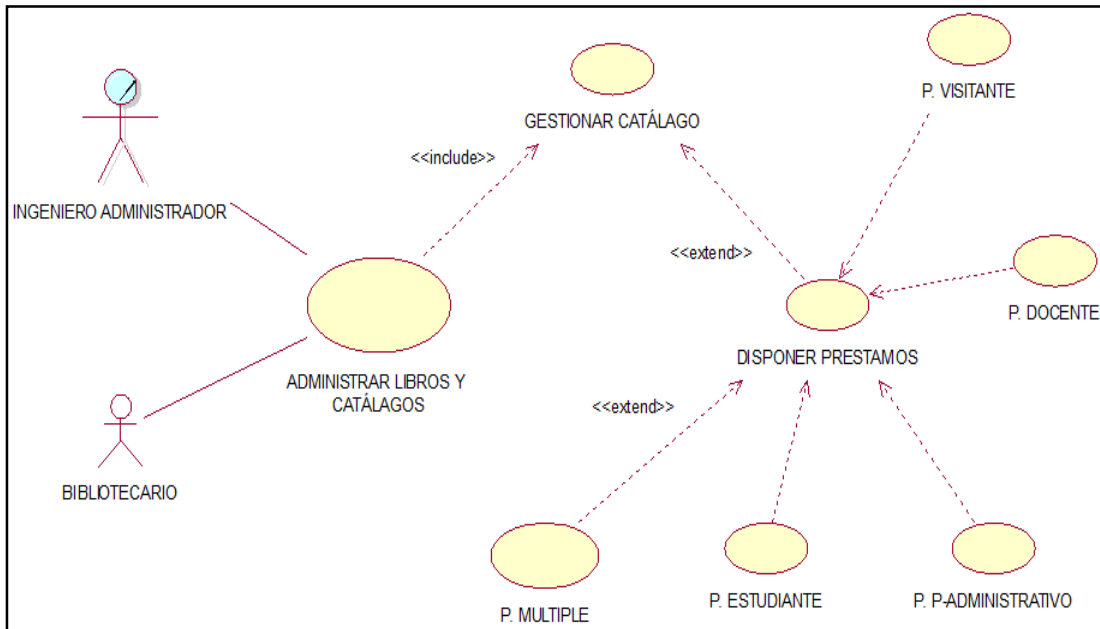 P. VISITANTE
GESTIONAR CATÁLAGO
<<include>>
INGENIERO ADMINISTRADOR
<<extend>>
P. DOCENTE
DISPONER PRESTAMOS
ADMINISTRAR LIBROS Y
CATÁLAGOS
<<extend>>
BIBLIOTECARIO
P. MULTIPLE
P. ESTUDIANTE
P. P-ADMINISTRATIVO